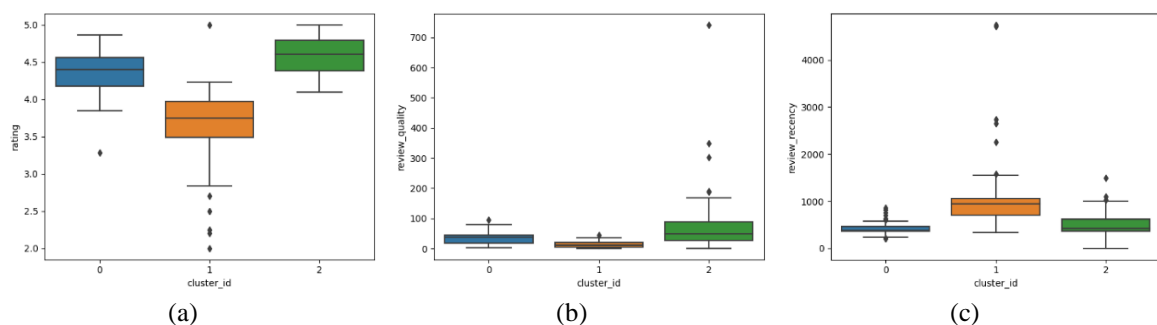 5.0
4.5
4.0
3.5
3.0
2.5
2.0
rating
0 1 2
cluster_id
(a)
700
600
500
400
300
200
100
0
review_quality
0 1 2
cluster_id
(b)
4000
3000
2000
1000
0
review_recency
0 1 2
cluster_id
(c)